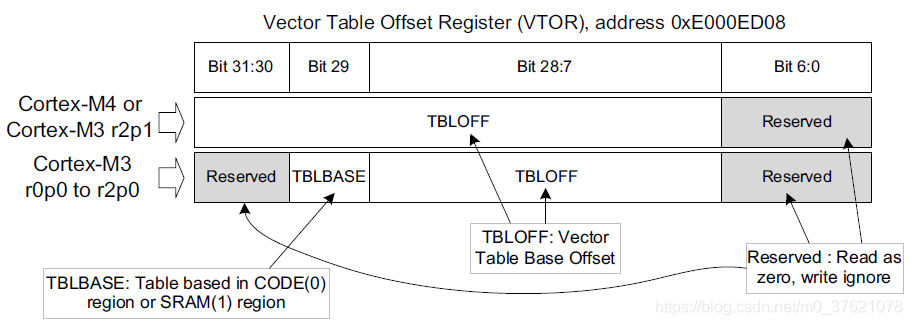 Vector Table Offset Register (VTOR), address 0xE000ED08
Bit 31:30 Bit 29 Bit 28:7 Bit 6:0
Cortex-M4 or
Cortex-M3 r2p1
TBLOFF Reserved
Cortex-M3
r0p0 to r2p0
Reserved TBLBASE TBLOFF Reserved
TBLOFF: Vector
Table Base Offset
Reserved : Read as
zero, write ignore
TBLBASE: Table based in CODE(0)
region or SRAM(1) region
https://blog.csdn.net/m0_37621078